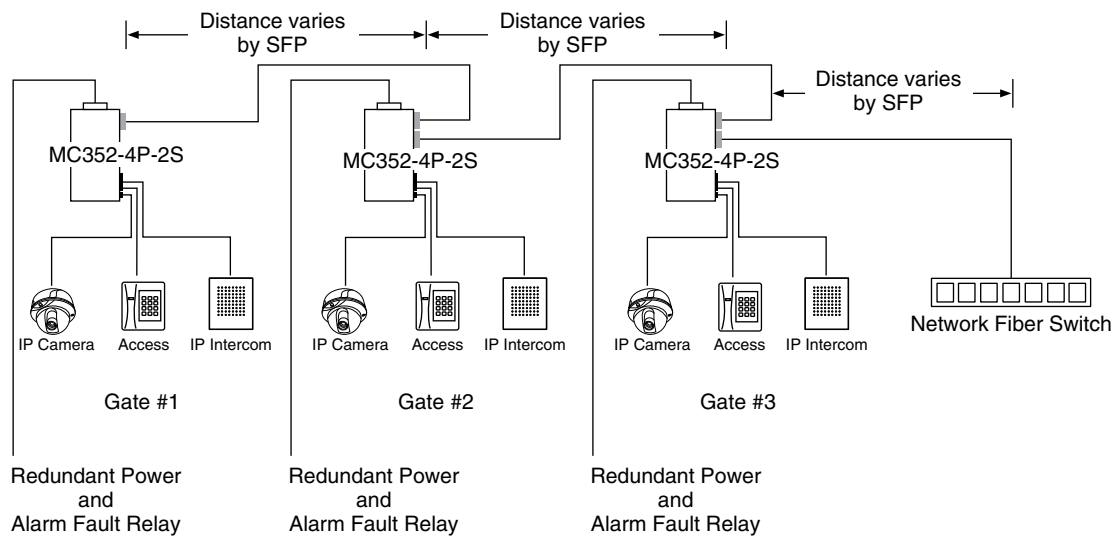 Distance varies
by SFP
Distance varies
by SFP
Distance varies
by SFP
MC352-4P-2S
MC352-4P-2S
MC352-4P-2S
IP Camera
Access
IP Intercom
IP Camera
Access
IP Intercom
IP Camera
Access
IP Intercom
Network Fiber Switch
Gate #1
Gate #2
Gate #3
Redundant Power
and
Alarm Fault Relay
Redundant Power
and
Alarm Fault Relay
Redundant Power
and
Alarm Fault Relay